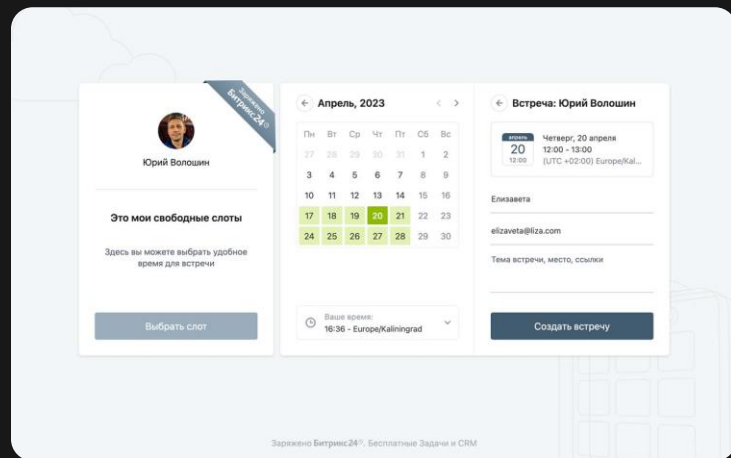 Заряжено
Битрикс24
Юрий Волошин
Это мои свободные слоты
Здесь вы можете выбрать удобное
время для встречи
Выбрать слот
Апрель, 2023
Пн Вт Ср Чт Пт Сб Вс
27 28 29 30 31 1 2
3 4 5 6 7 8 9
10 11 12 13 14 15 16
17 18 19 20 21 22 23
24 25 26 27 28 29 30
Ваше время:
16:36 - Europe/Kaliningrad
Встреча: Юрий Волошин
апрель
20
12:00
Четверг, 20 апреля
12:00 - 13:00
(UTC +02:00) Europe/Kal...
Елизавета
elizaveta@liza.com
Тема встречи, место, ссылки
Создать встречу
Заряжено Битрикс24. Бесплатные Задачи и CRM